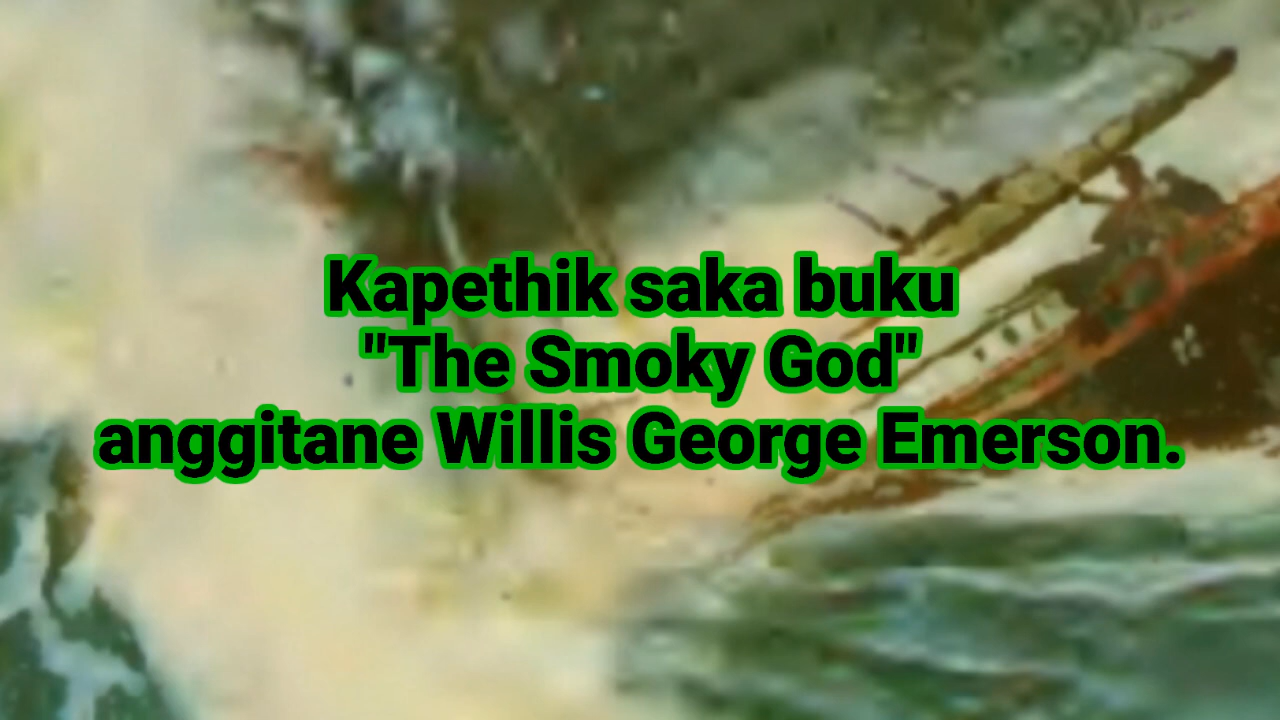 Kapethik saka buku
"The Smoky God"
anggitane Willis George Emerson.